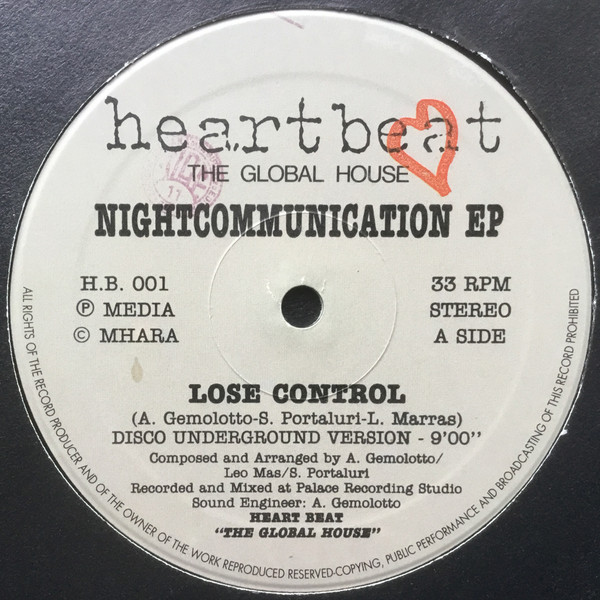 heartbeat
THE GLOBAL HOUSE
NIGHTCOMMUNICATION EP
H.B. 001
Ⓟ MEDIA
© MHARA
33 RPM
STEREO
A SIDE
LOSE CONTROL
(A. Gemolotto-S. Portaluri-L. Marras)
DISCO UNDERGROUND VERSION - 9'00"
Composed and Arranged by A. Gemolotto/
Leo Mas/S. Portaluri
Recorded and Mixed at Palace Recording Studio
Sound Engineer: A. Gemolotto
HEART BEAT
"THE GLOBAL HOUSE"
ALL RIGHTS OF THE RECORD PRODUCER AND OF THE OWNER OF THE WORK REPRODUCED RESERVED-COPYING, PUBLIC PERFORMANCE AND BROADCASTING OF THIS RECORD PROHIBITED
11